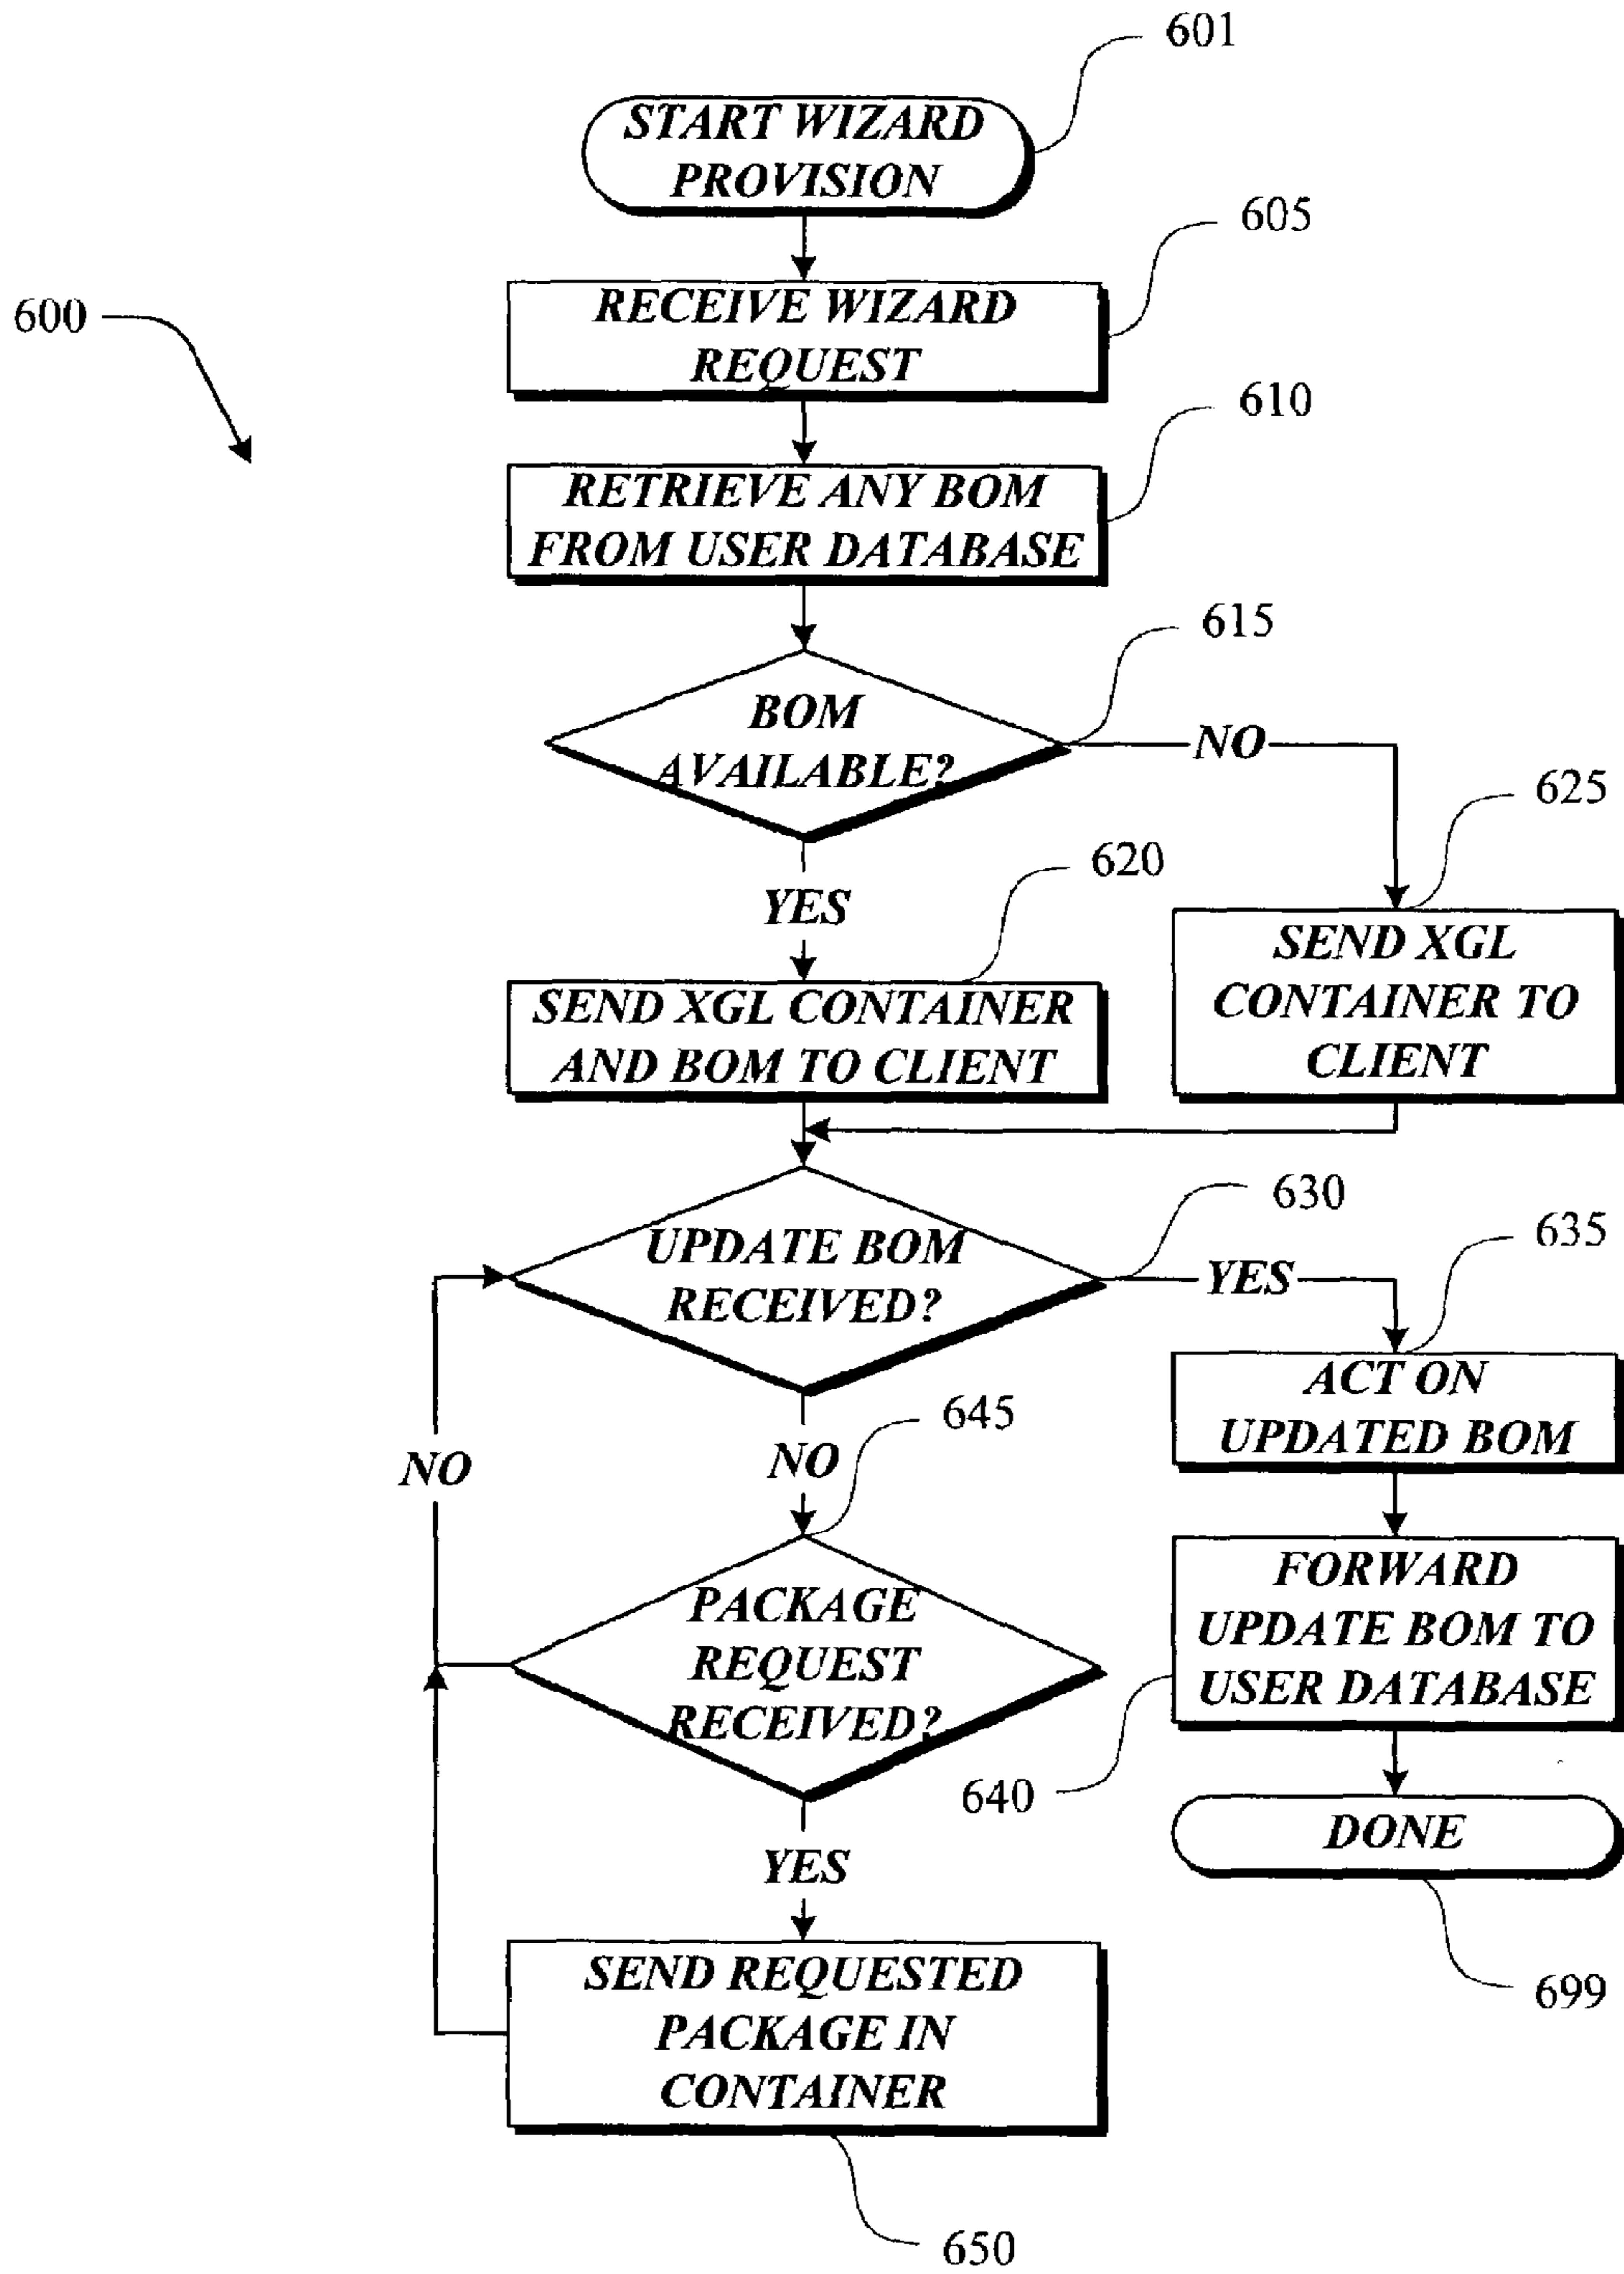 601
START WIZARD
PROVISION
605
RECEIVE WIZARD
REQUEST
600
610
RETRIEVE ANY BOM
FROM USER DATABASE
615
BOM
AVAILABLE?
NO
625
620
YES
SEND XGL
CONTAINER TO
CLIENT
SEND XGL CONTAINER
AND BOM TO CLIENT
630
UPDATE BOM
RECEIVED?
YES
635
ACT ON
UPDATED BOM
645
NO
NO
FORWARD
UPDATE BOM TO
USER DATABASE
PACKAGE
REQUEST
RECEIVED?
640
DONE
YES
699
SEND REQUESTED
PACKAGE IN
CONTAINER
650